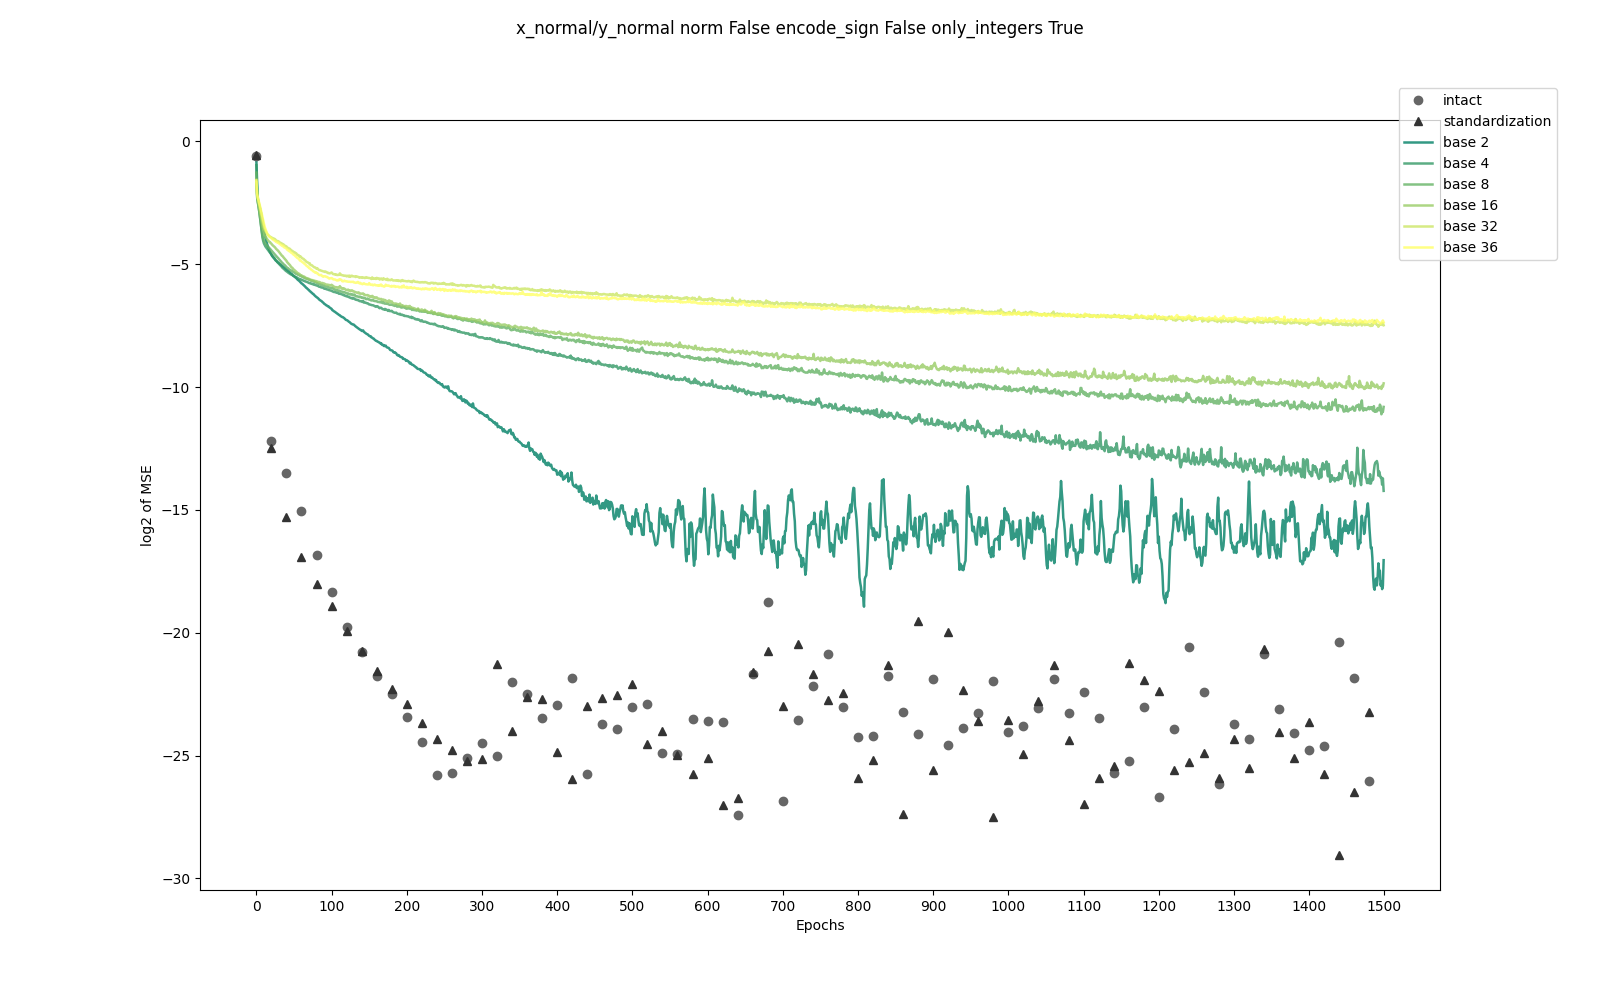 x_normal/y_normal norm False encode_sign False only_integers True
intact
standardization
base 2
base 4
base 8
base 16
base 32
base 36
0
−5
−10
−15
−20
−25
−30
log2 of MSE
0 100 200 300 400 500 600 700 800 900 1000 1100 1200 1300 1400 1500
Epochs